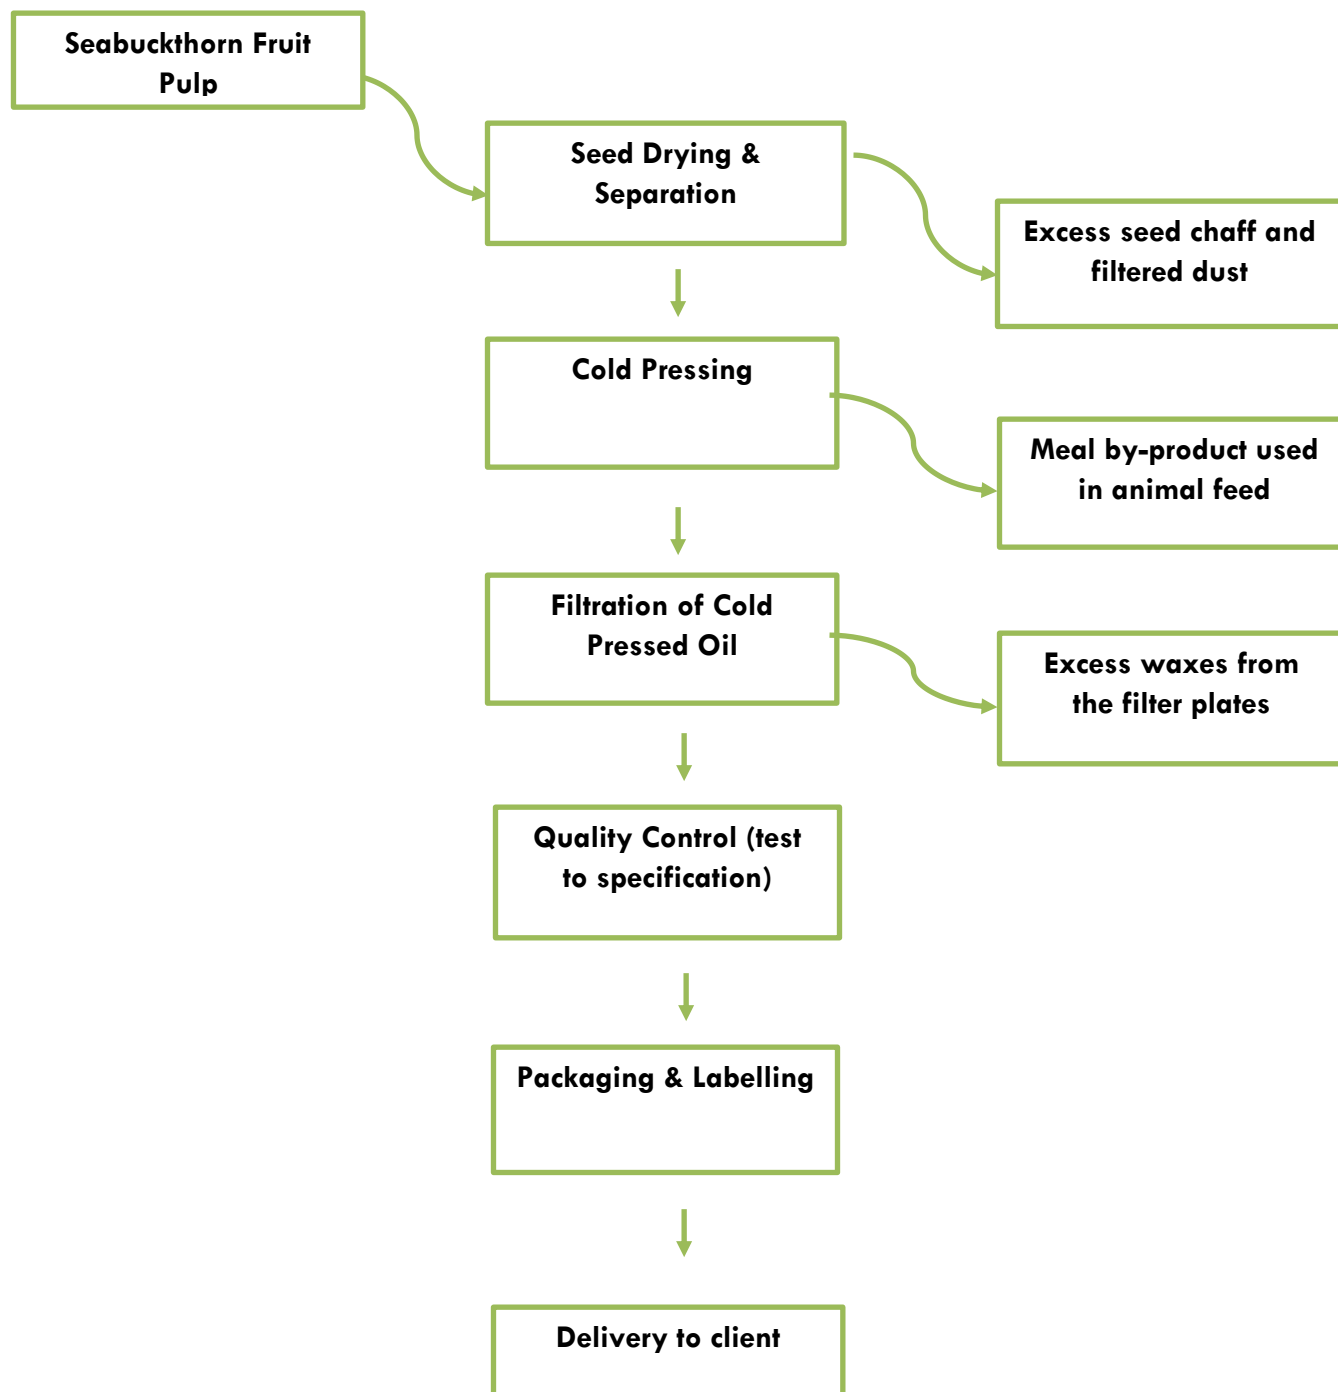 Seabuckthorn Fruit
Pulp
Seed Drying &
Separation
Excess seed chaff and
filtered dust
Cold Pressing
Meal by-product used
in animal feed
Filtration of Cold
Pressed Oil
Excess waxes from
the filter plates
Quality Control (test
to specification)
Packaging & Labelling
Delivery to client